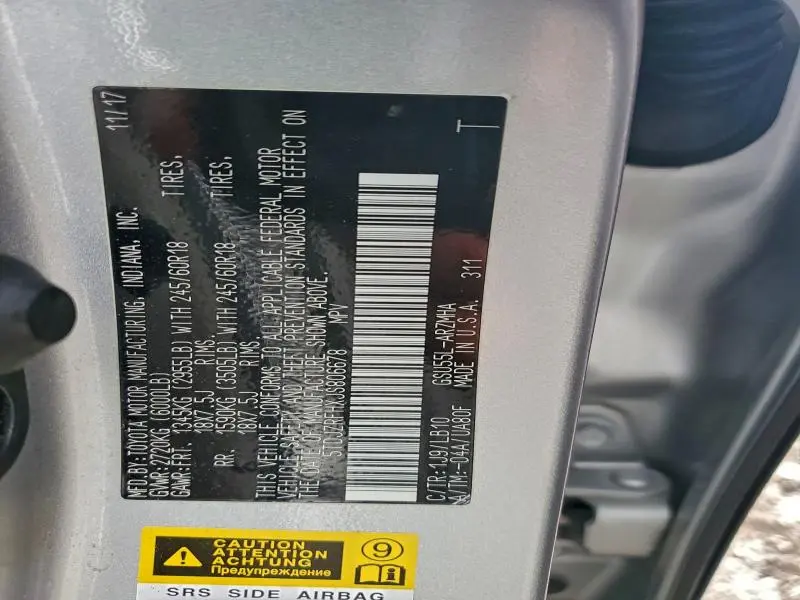 MFD.BY:TOYOTA MOTOR MANUFACTURING, INDIANA, INC. 11/17
GVWR:2720KG (6000LB)
GAWR:FRT. 1345KG (2955LB) WITH 245/60R18 TIRES,
18X7.5J RIMS,
RR. 1590KG (3505LB) WITH 245/60R18 TIRES,
18X7.5J RIMS.
THIS VEHICLE CONFORMS TO ALL APPLICABLE FEDERAL MOTOR
VEHICLE SAFETY AND THEFT PREVENTION STANDARDS IN EFFECT ON
THE DATE OF MANUFACTURE SHOWN ABOVE.
5TDJZRFHXJS806678 MPV
C/TR:1J9/LB10 GSU55L-ARZMHA T
A/TM:-04A/UA80F MADE IN U.S.A. 3111
CAUTION
ATTENTION
ACHTUNG
Предупреждение
9
i
SRS SIDE AIRBAG